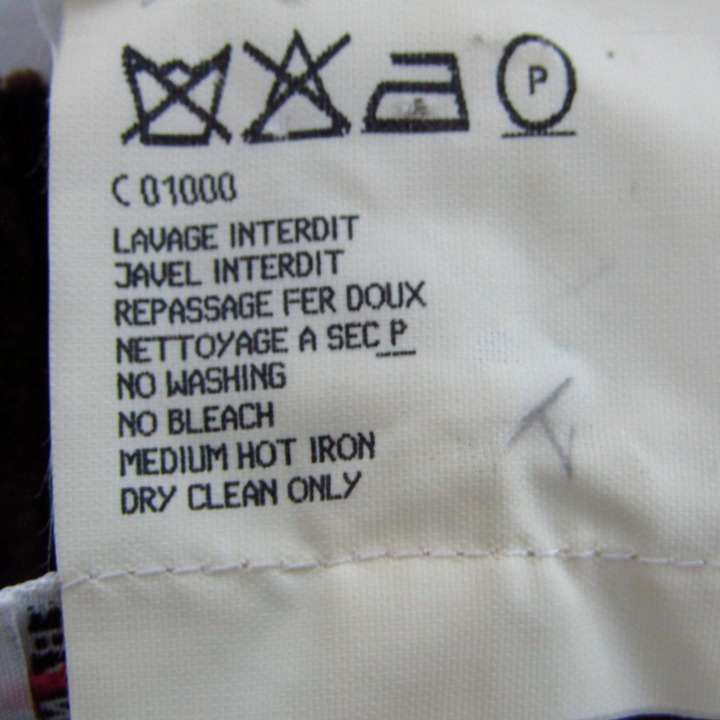 P
C 01000
LAVAGE INTERDIT
JAVEL INTERDIT
REPASSAGE FER DOUX
NETTOYAGE A SEC P
NO WASHING
NO BLEACH
MEDIUM HOT IRON
DRY CLEAN ONLY